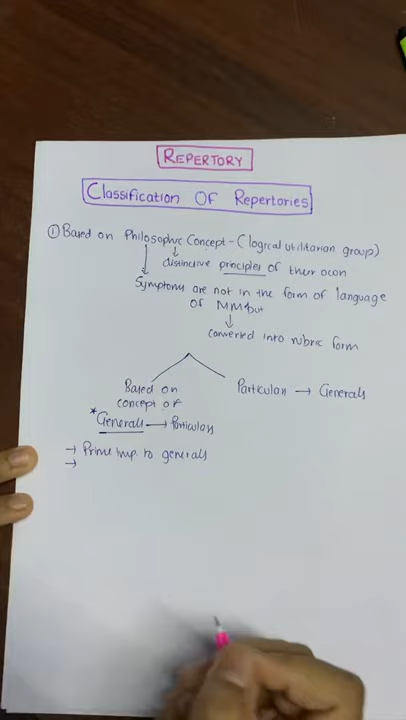 REPERTORY
Classification Of Repertories
① Based on Philosophic Concept - (logical utilitarian group)
↓ distinctive principles of their own
Symptoms are not in the form of language
of MM but
↓
converted into rubric form
Based on
concept of
*Generals → Particulars
Particulars → Generals
→ Prime imp to generals
→